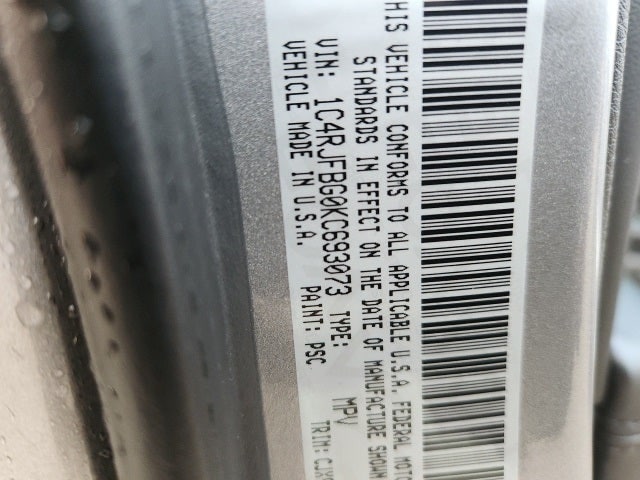 HIS VEHICLE CONFORMS TO ALL APPLICABLE U.S.A. FEDERAL MOTO
STANDARDS IN EFFECT ON THE DATE OF MANUFACTURE SHOWN
VIN: 1C4RJFBG0KC693073 TYPE: MPV
VEHICLE MADE IN U.S.A. PAINT: PSC TRIM: